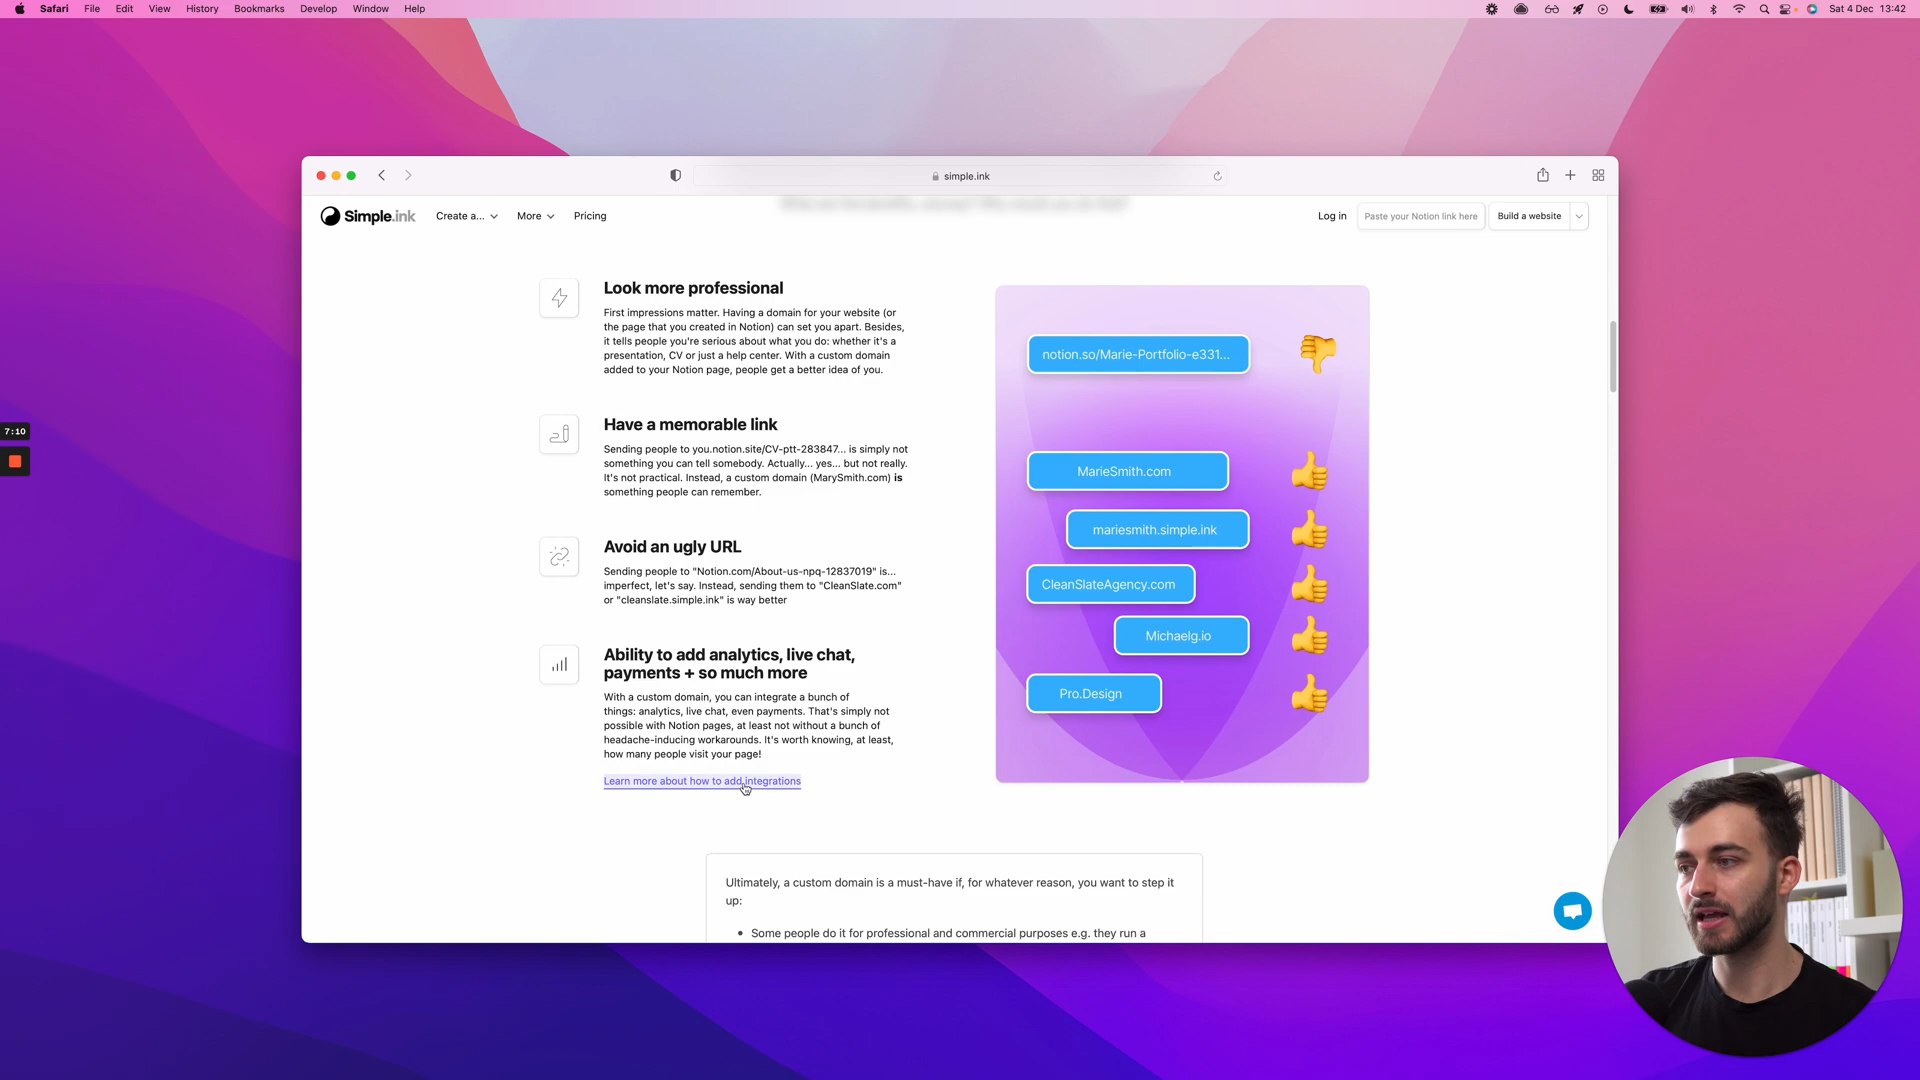 Safari File Edit View History Bookmarks Develop Window Help
Sat 4 Dec 13:42
simple.ink
Simple.ink Create a... More Pricing
Log in Paste your Notion link here Build a website
7:10
Look more professional
First impressions matter. Having a domain for your website (or
the page that you created in Notion) can set you apart. Besides,
it tells people you're serious about what you do: whether it's a
presentation, CV or just a help center. With a custom domain
added to your Notion page, people get a better idea of you.
Have a memorable link
Sending people to you.notion.site/CV-ptt-283847... is simply not
something you can tell somebody. Actually... yes... but not really.
It's not practical. Instead, a custom domain (MarySmith.com) is
something people can remember.
Avoid an ugly URL
Sending people to "Notion.com/About-us-npq-12837019" is...
imperfect, let's say. Instead, sending them to "CleanSlate.com"
or "cleanslate.simple.ink" is way better
Ability to add analytics, live chat,
payments + so much more
With a custom domain, you can integrate a bunch of
things: analytics, live chat, even payments. That's simply not
possible with Notion pages, at least not without a bunch of
headache-inducing workarounds. It's worth knowing, at least,
how many people visit your page!
Learn more about how to add integrations
notion.so/Marie-Portfolio-e331...
MarieSmith.com
mariesmith.simple.ink
CleanSlateAgency.com
Michaelg.io
Pro.Design
Ultimately, a custom domain is a must-have if, for whatever reason, you want to step it
up:
• Some people do it for professional and commercial purposes e.g. they run a